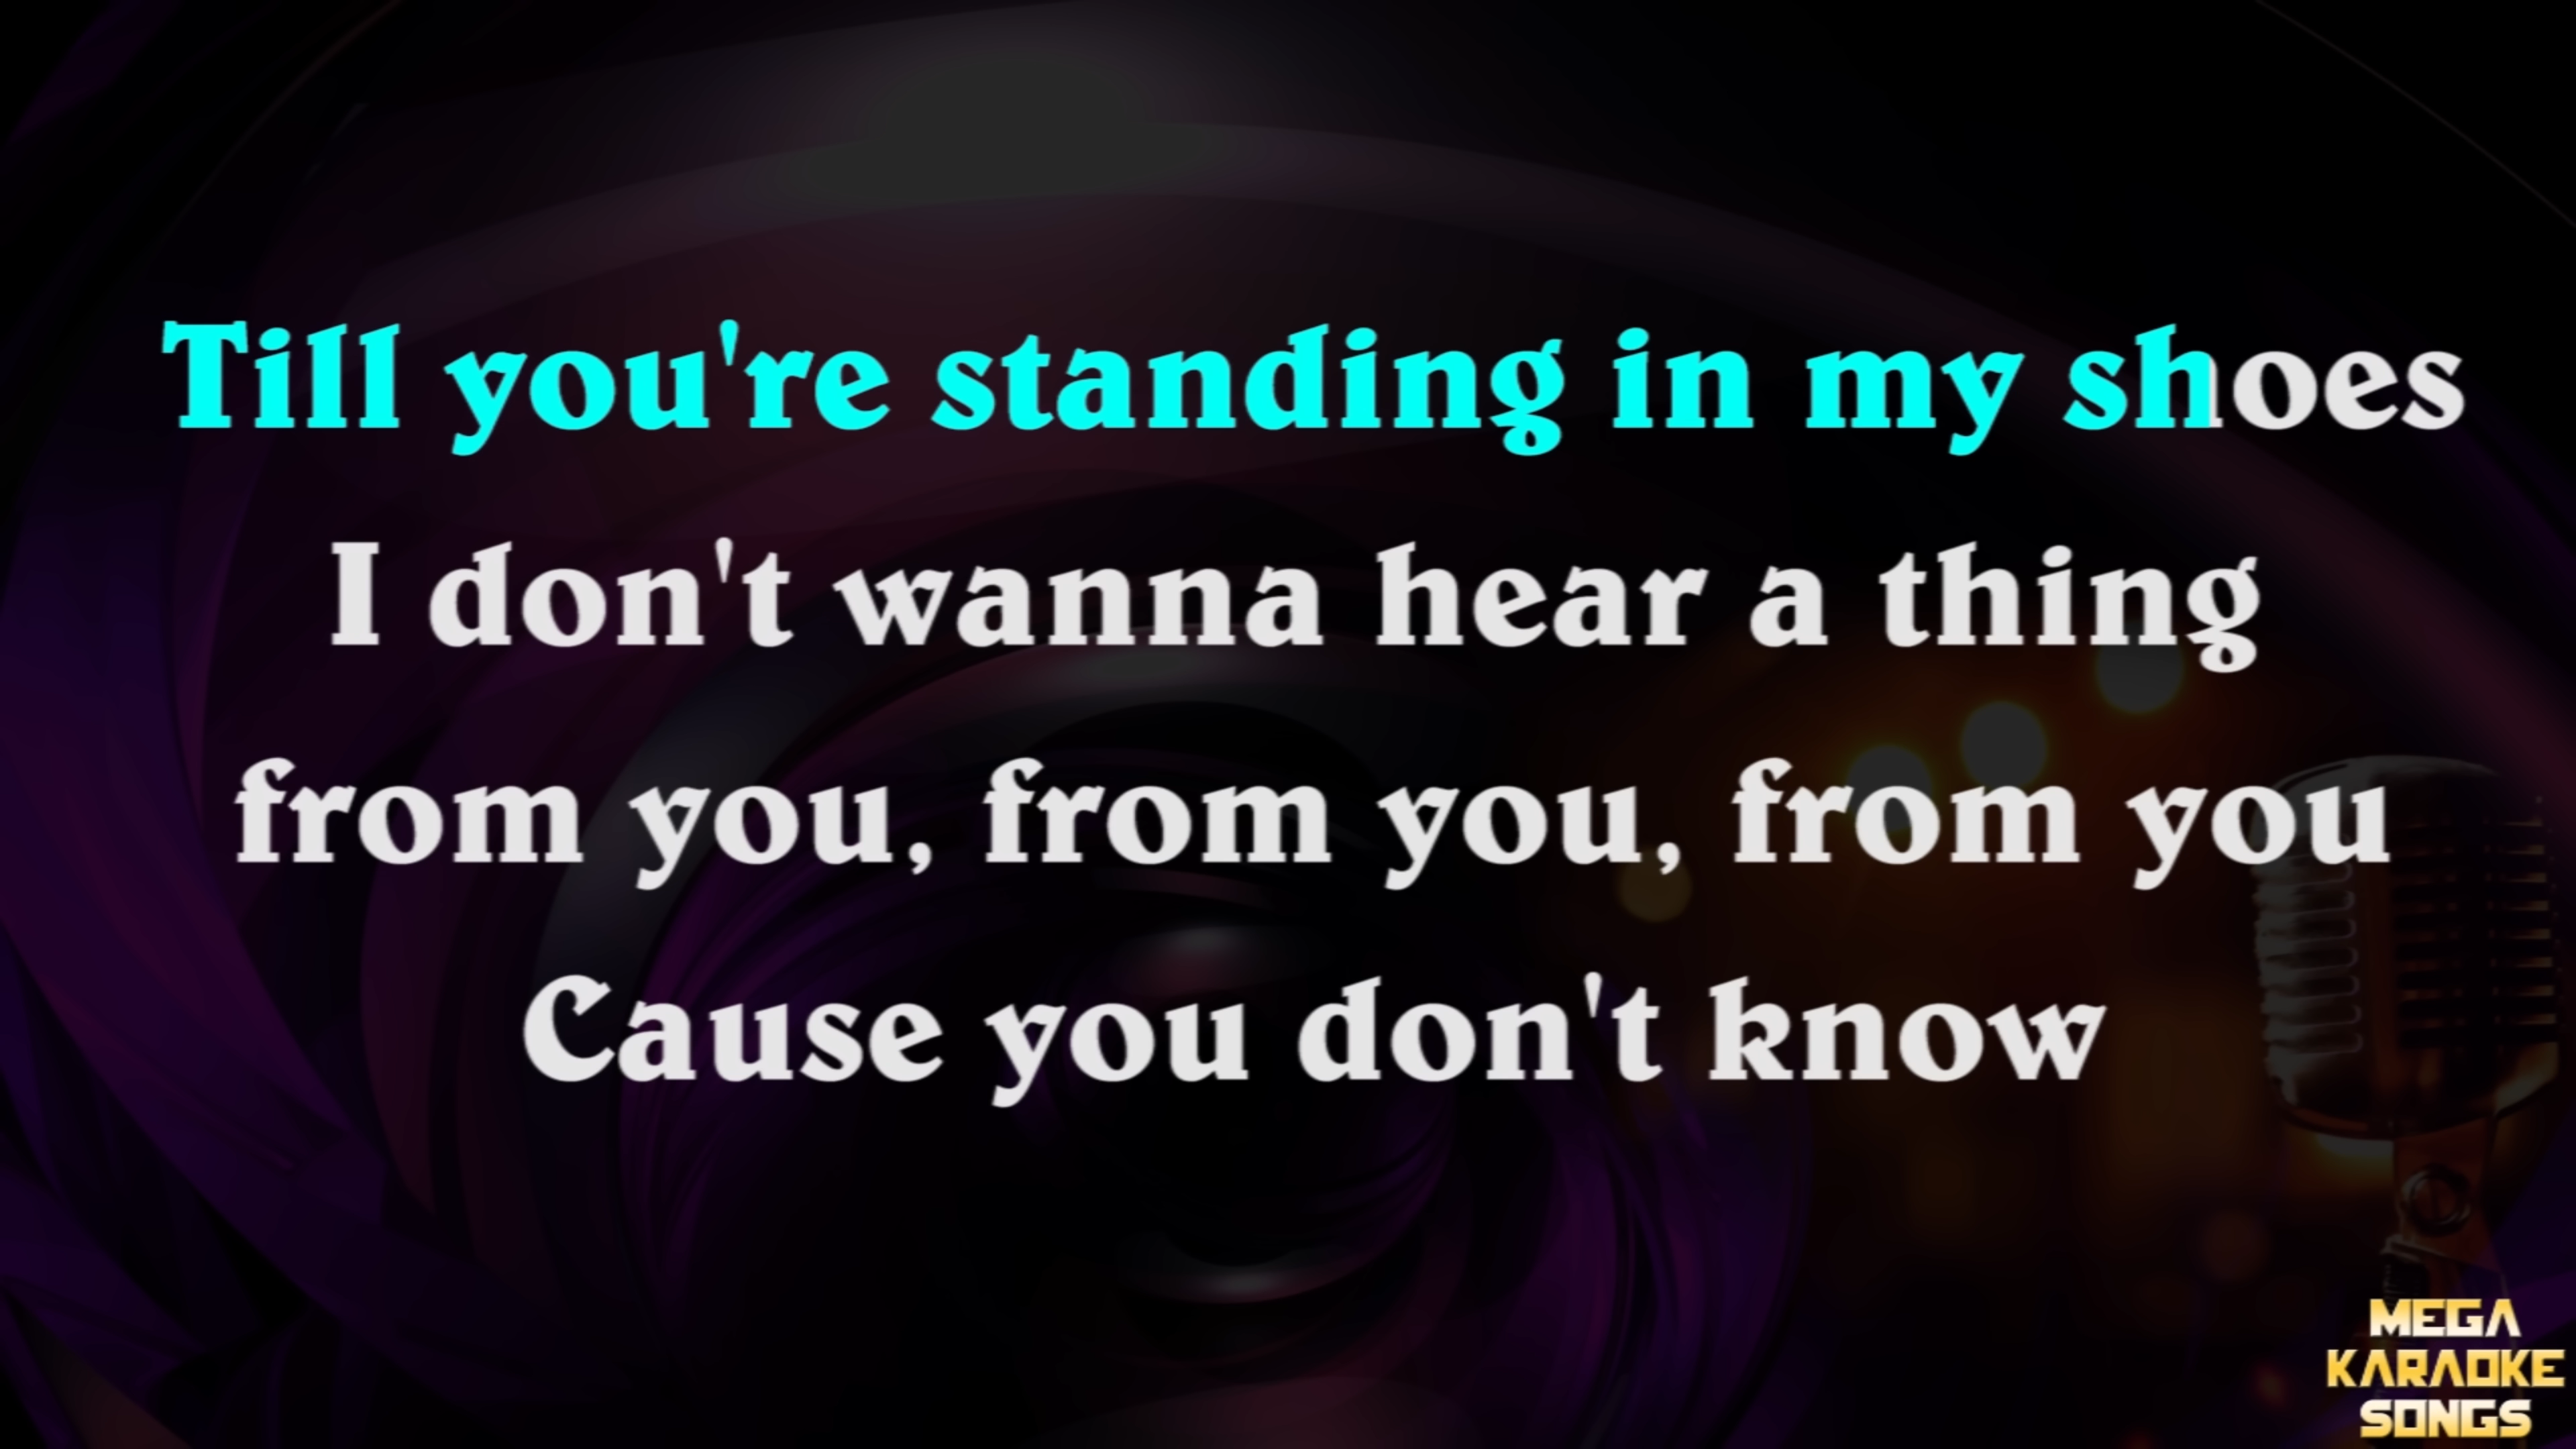 Till you're standing in my shoes
I don't wanna hear a thing
from you, from you, from you
Cause you don't know
MEGA
KARAOKE
SONGS